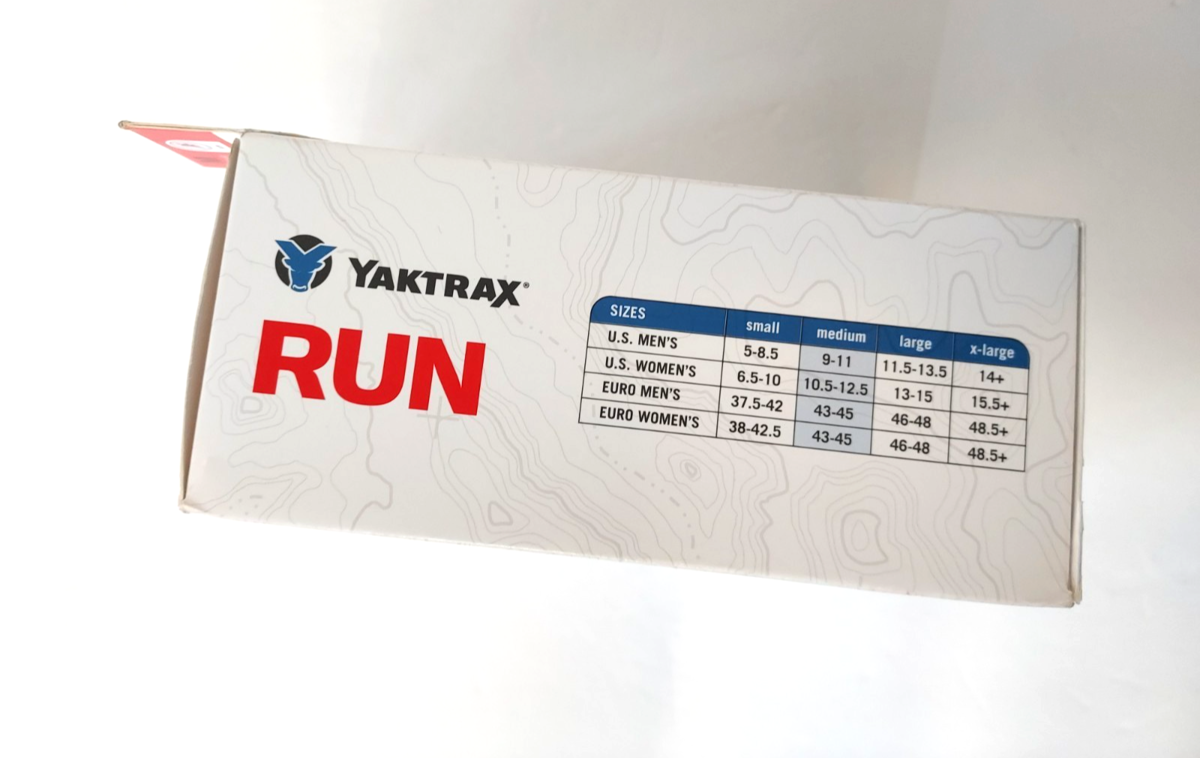 YAKTRAX®
RUN
SIZES small medium large x-large
U.S. MEN'S 5-8.5 9-11 11.5-13.5 14+
U.S. WOMEN'S 6.5-10 10.5-12.5 13-15 15.5+
EURO MEN'S 37.5-42 43-45 46-48 48.5+
EURO WOMEN'S 38-42.5 43-45 46-48 48.5+